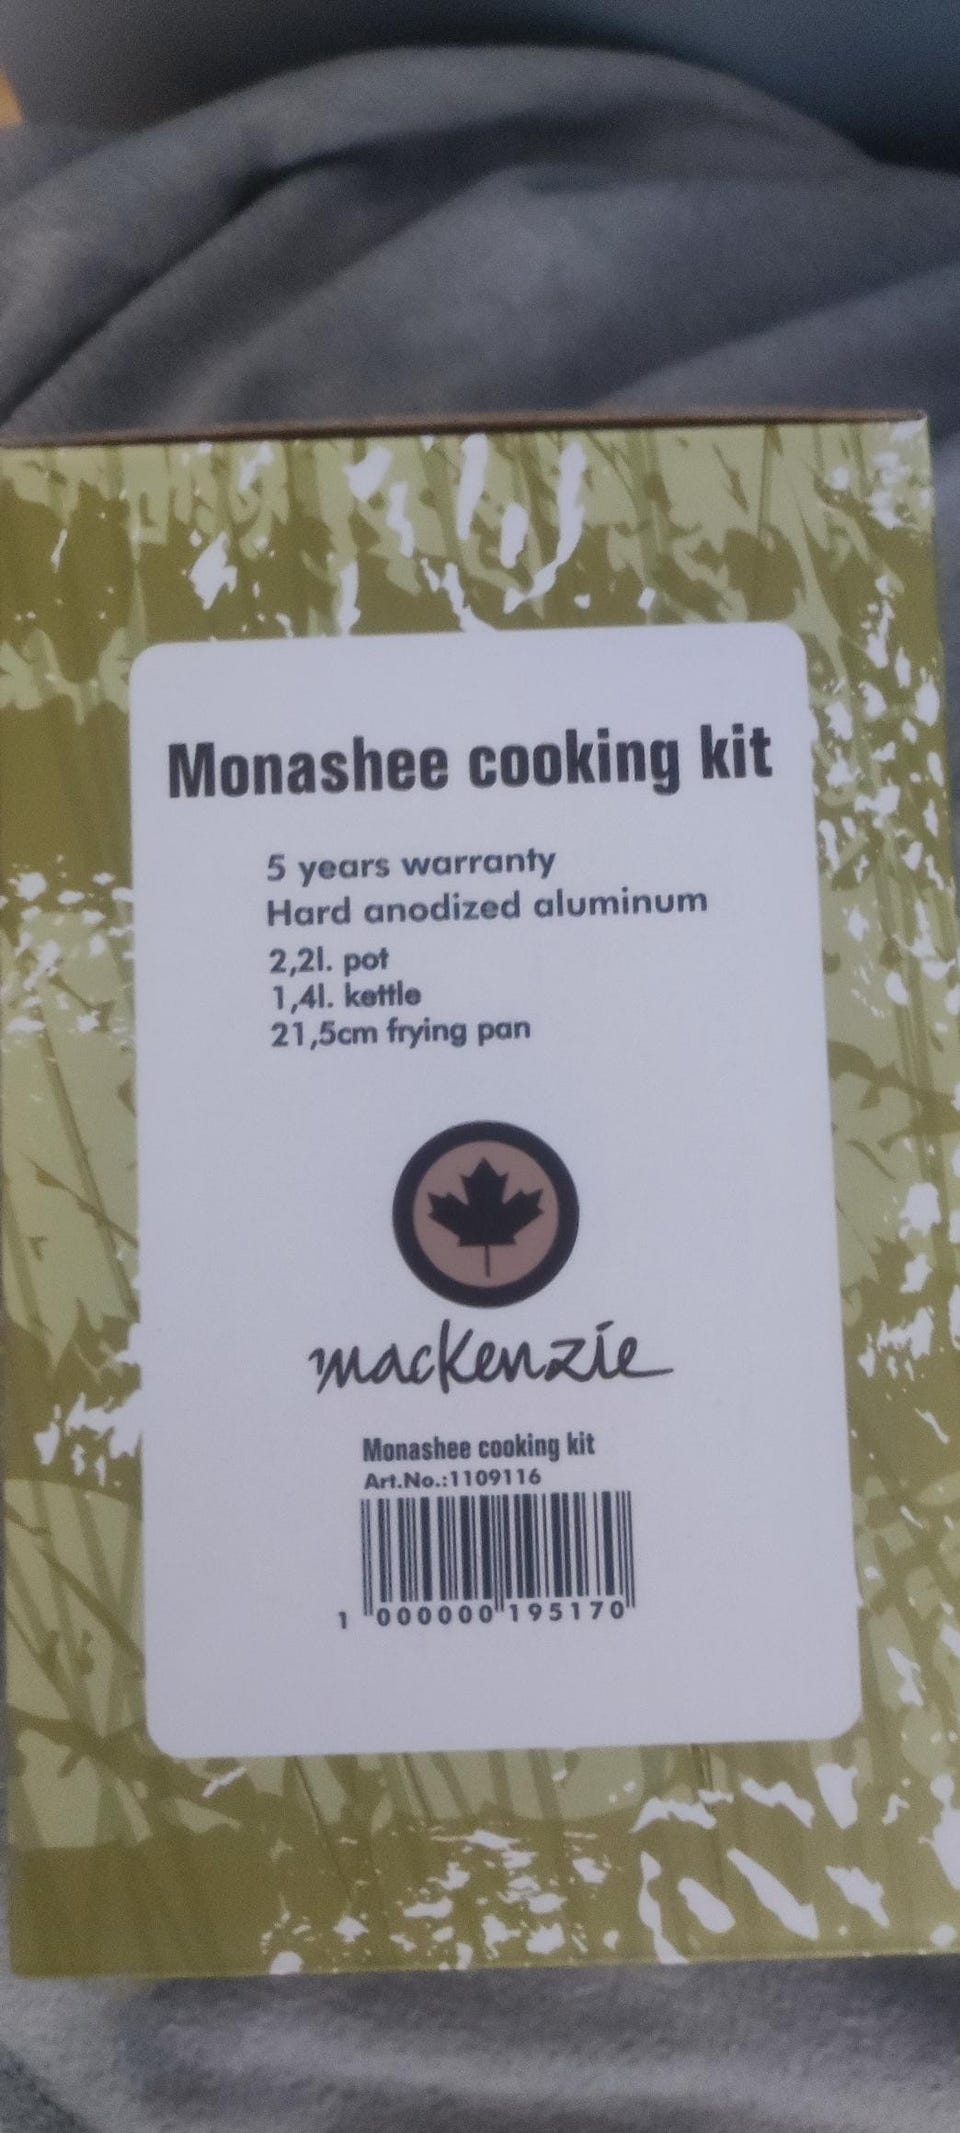 Monashee cooking kit
5 years warranty
Hard anodized aluminum
2,2l. pot
1,4l. kettle
21,5cm frying pan
mackenzie
Monashee cooking kit
Art.No.:1109116
1 000000 195170